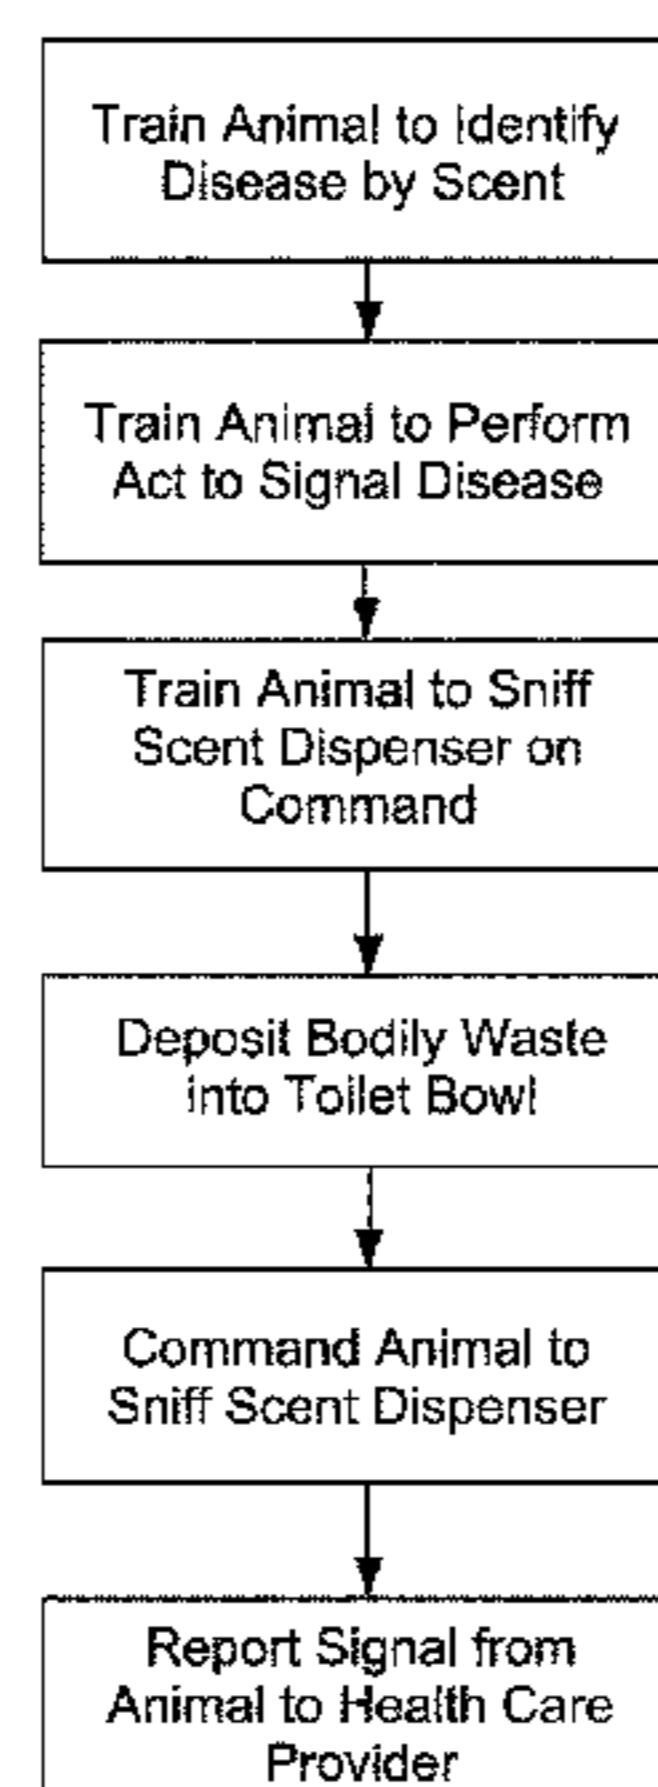 Train Animal to Identify
Disease by Scent
Train Animal to Perform
Act to Signal Disease
Train Animal to Sniff
Scent Dispenser on
Command
Deposit Bodily Waste
into Toilet Bowl
Command Animal to
Sniff Scent Dispenser
Report Signal from
Animal to Health Care
Provider